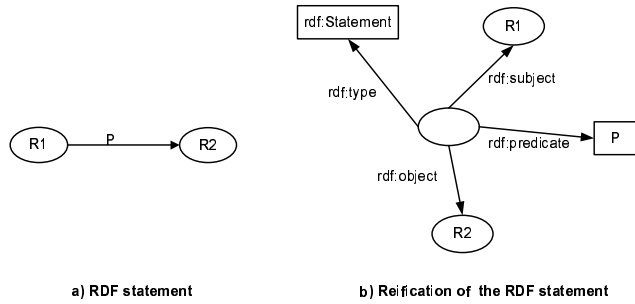 rdf:Statement
R1
rdf:subject
rdf:type
P
R1
R2
rdf:predicate
P
rdf:object
R2
a) RDF statement
b) Reification of the RDF statement